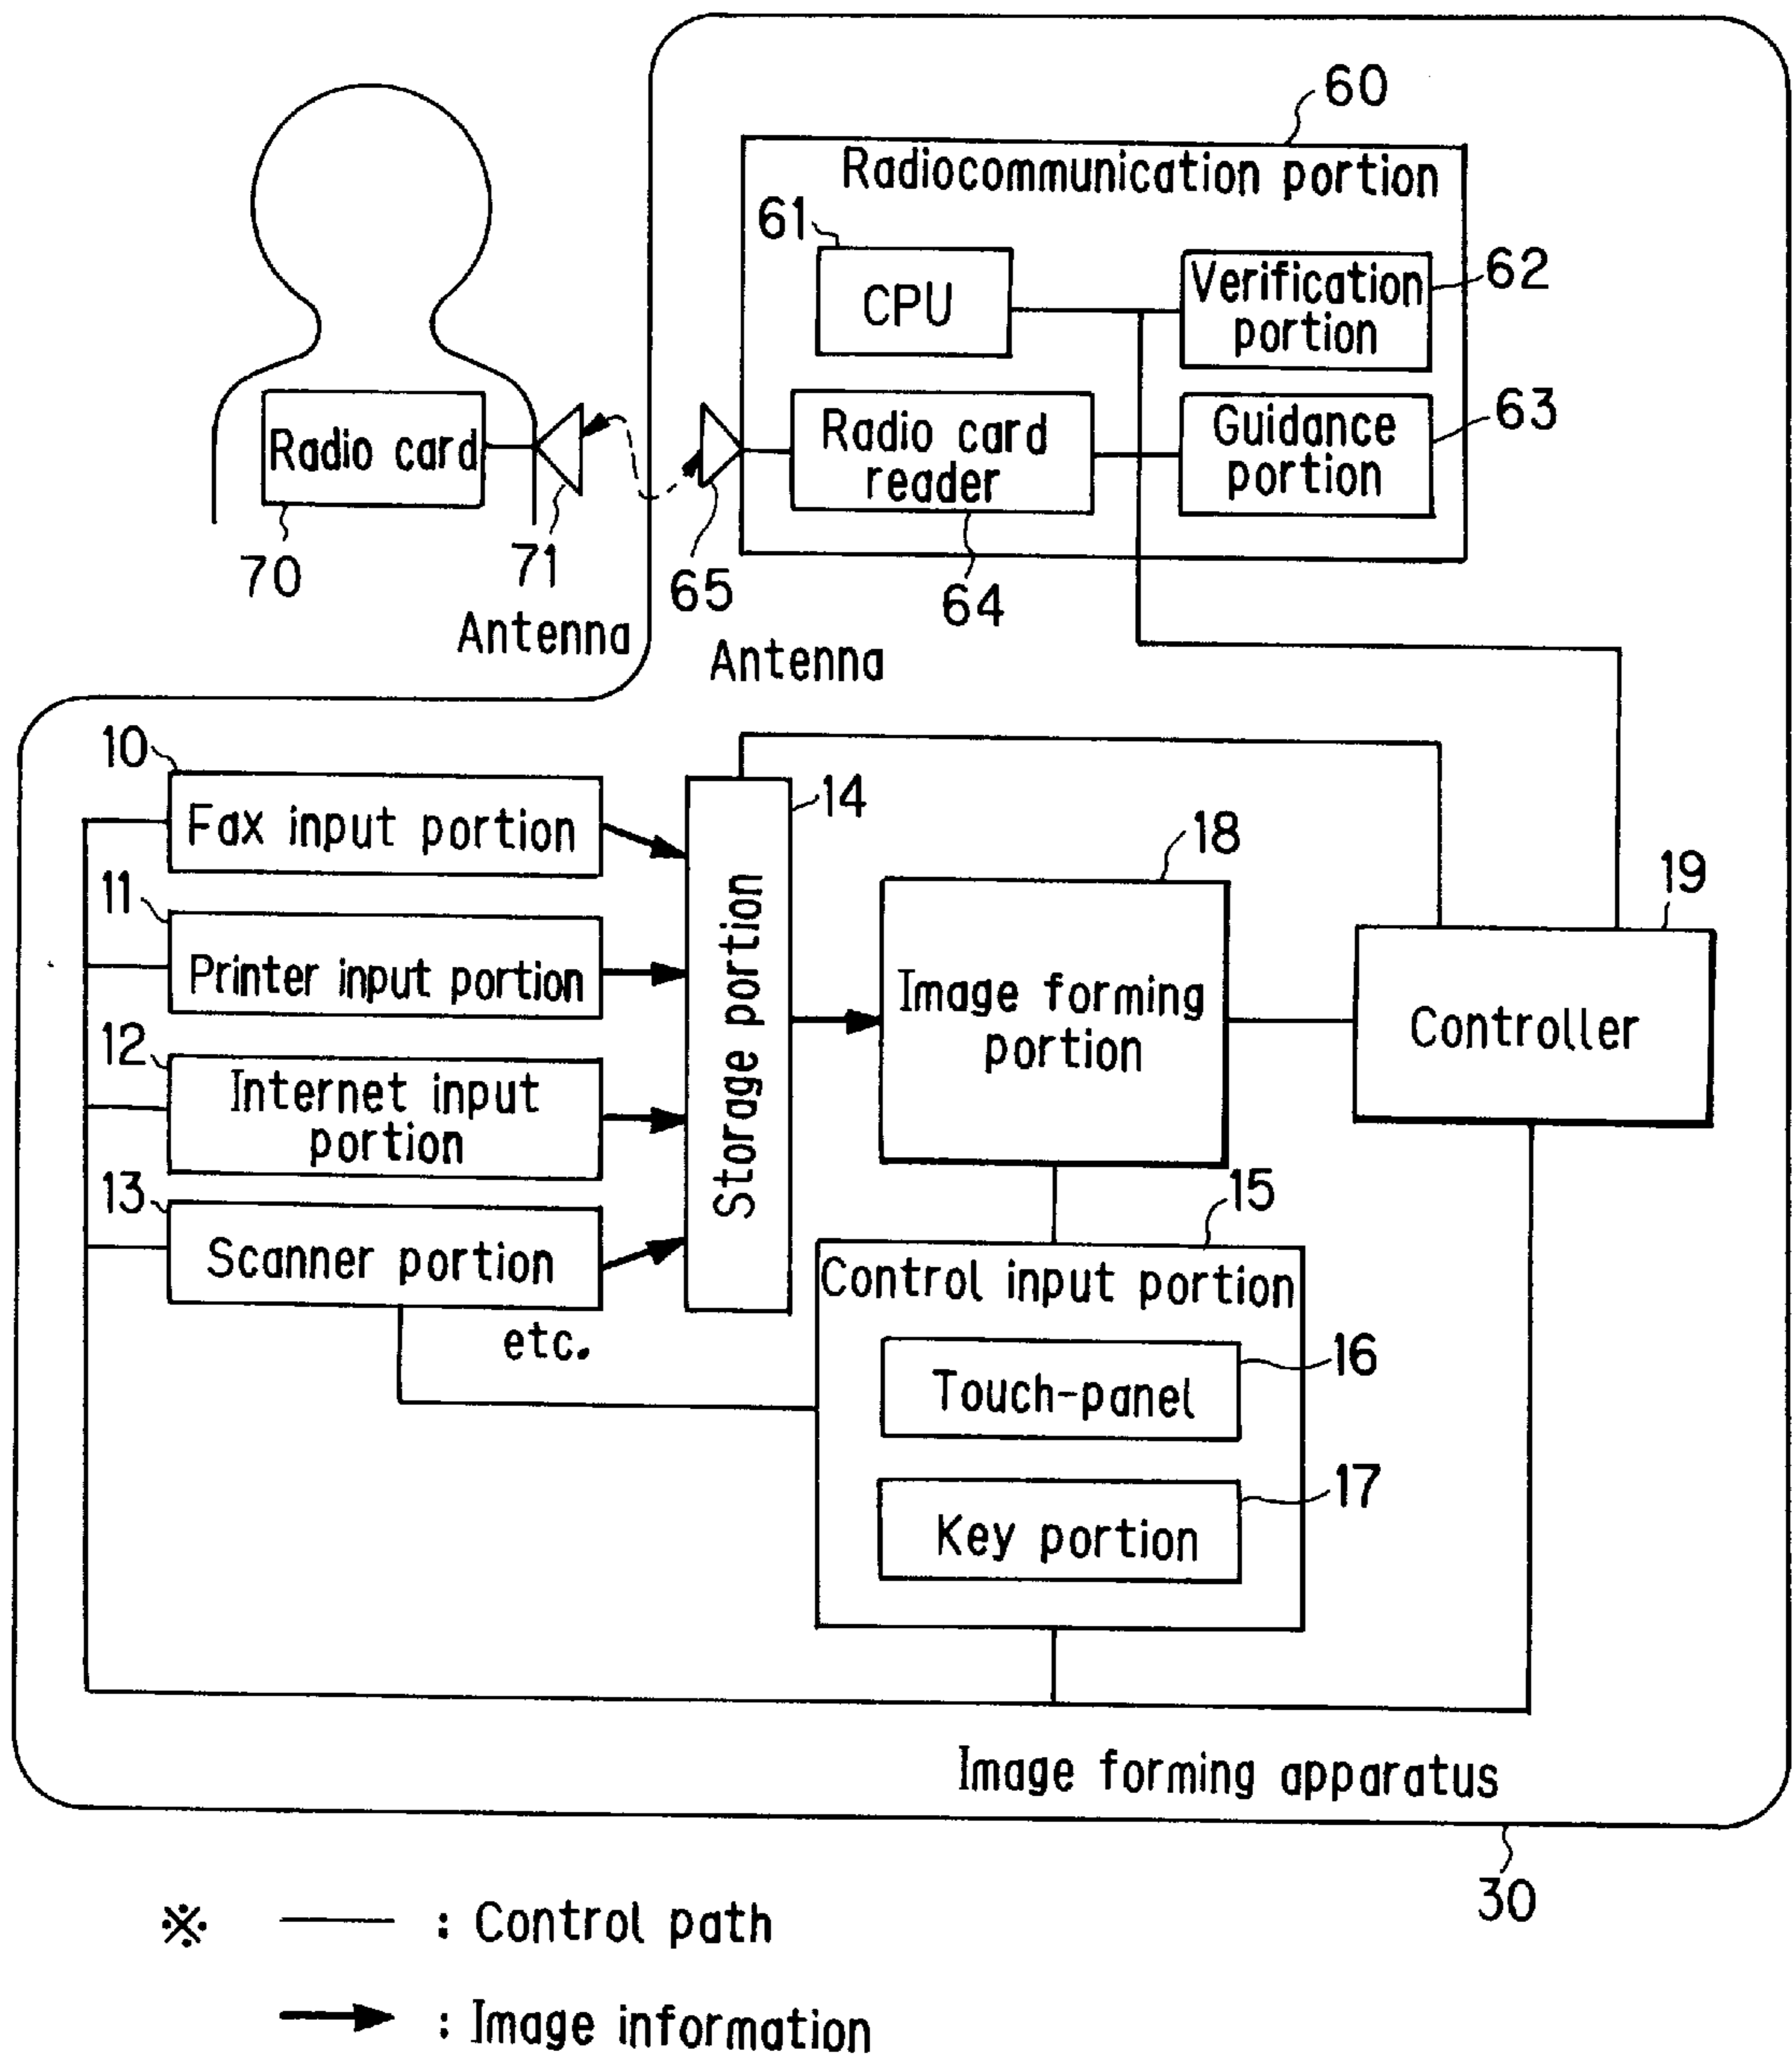 60
Radiocommunication portion
61
CPU
Verification
portion
62
Radio card
Radio card
reader
Guidance
portion
63
70
71
65
64
Antenna
Antenna
10
Fax input portion
14
18
19
11
Printer input portion
Storage portion
Image forming
portion
Controller
12
Internet input
portion
13
Scanner portion
15
Control input portion
etc.
16
Touch-panel
17
Key portion
Image forming apparatus
30
※ : Control path
: Image information